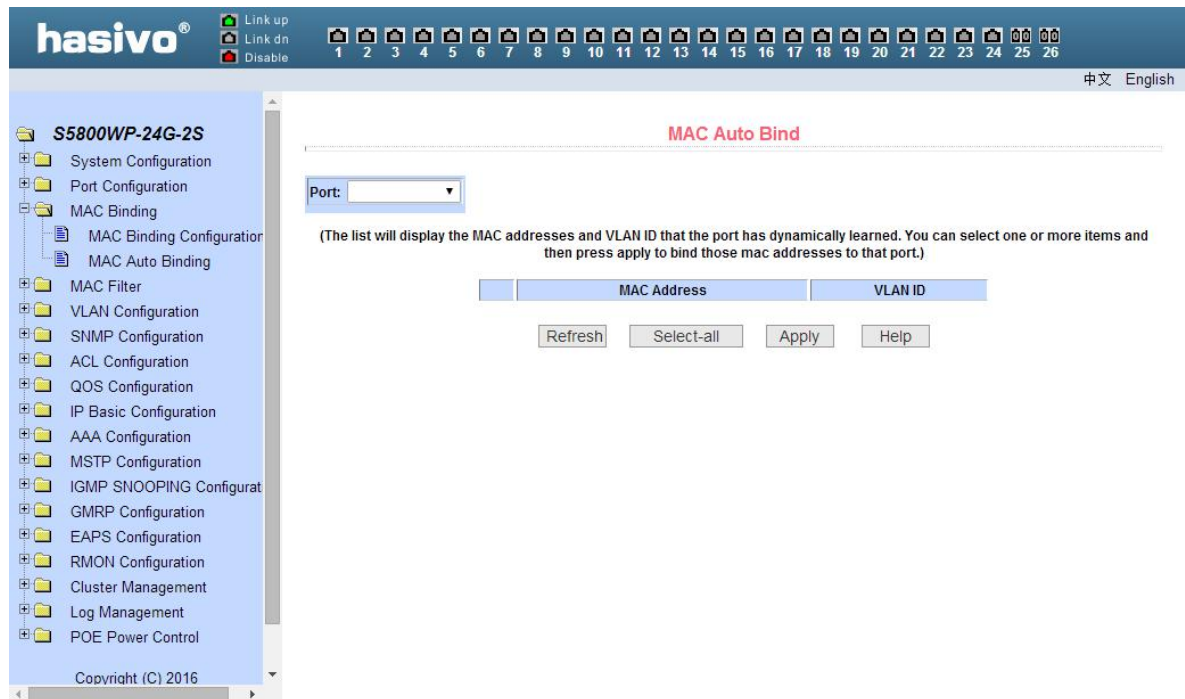 hasivo®
Link up
Link dn
Disable
1 2 3 4 5 6 7 8 9 10 11 12 13 14 15 16 17 18 19 20 21 22 23 24 25 26
中文 English
S5800WP-24G-2S
System Configuration
Port Configuration
MAC Binding
MAC Binding Configuration
MAC Auto Binding
MAC Filter
VLAN Configuration
SNMP Configuration
ACL Configuration
QOS Configuration
IP Basic Configuration
AAA Configuration
MSTP Configuration
IGMP SNOOPING Configurat
GMRP Configuration
EAPS Configuration
RMON Configuration
Cluster Management
Log Management
POE Power Control
Copyright (C) 2016
MAC Auto Bind
Port:
(The list will display the MAC addresses and VLAN ID that the port has dynamically learned. You can select one or more items and
then press apply to bind those mac addresses to that port.)
MAC Address VLAN ID
Refresh Select-all Apply Help